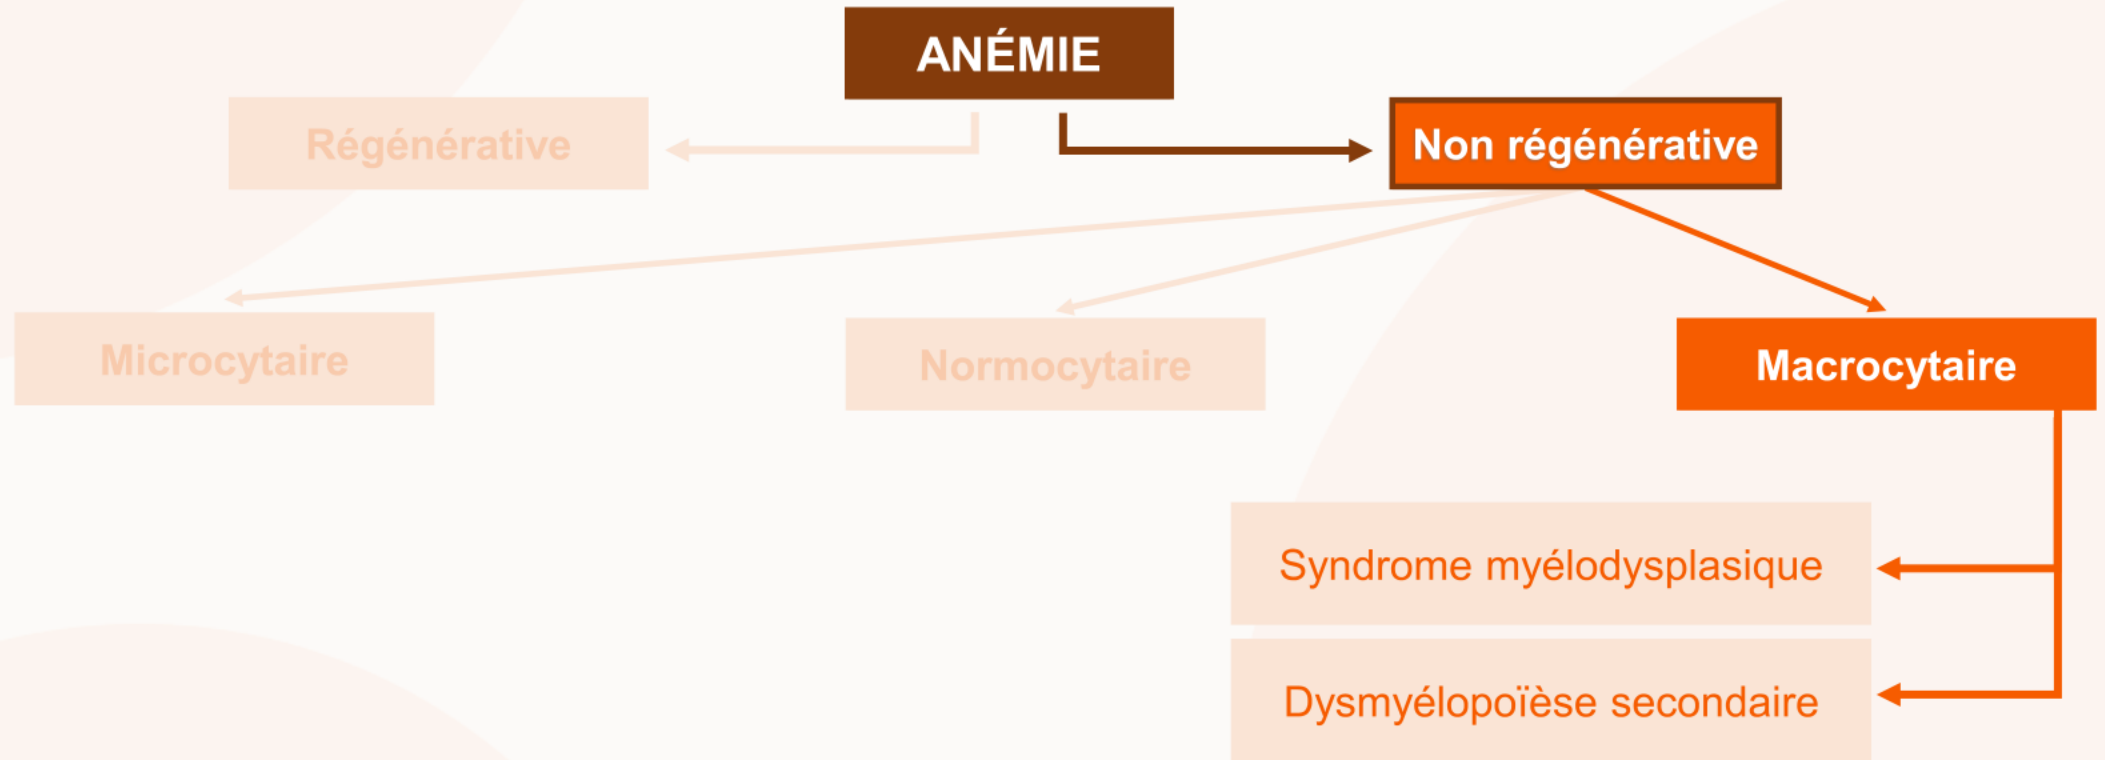 ANÉMIE
Régénérative
Non régénérative
Microcytaire
Normocytaire
Macrocytaire
Syndrome myélodysplasique
Dysmyélopoïèse secondaire